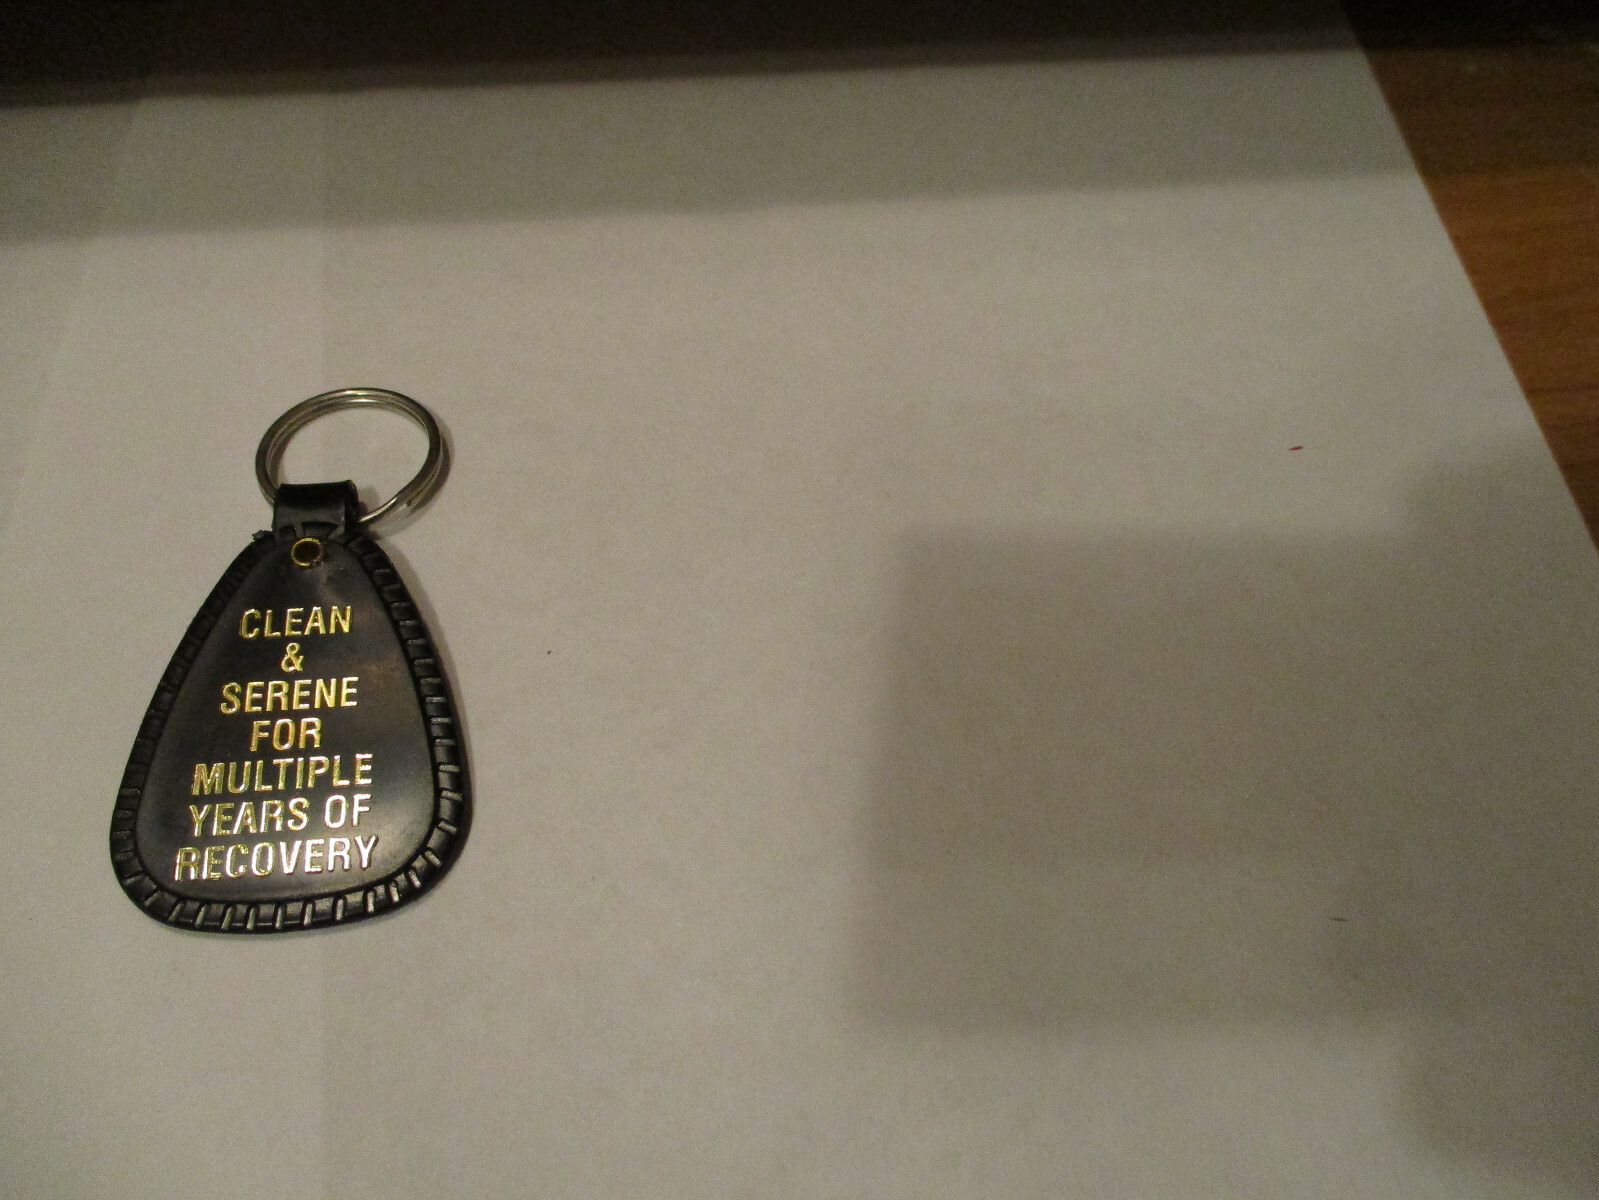 CLEAN
&
SERENE
FOR
MULTIPLE
YEARS OF
RECOVERY